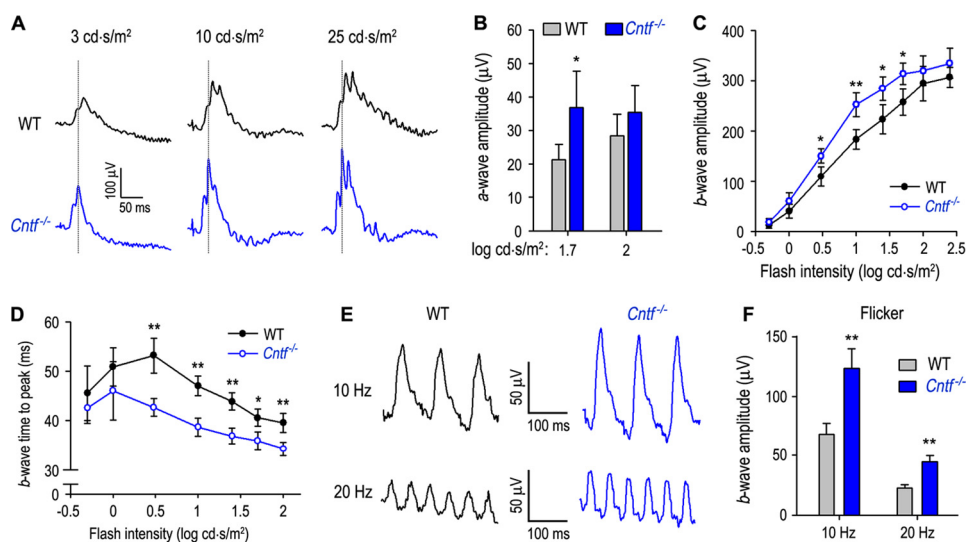 A
3 cd·s/m²
10 cd·s/m²
25 cd·s/m²
WT
Cntf⁻/⁻
100 µV
50 ms
B
WT
Cntf⁻/⁻
a-wave amplitude (µV)
60
50
40
30
20
10
0
*
log cd·s/m²:
1.7
2
C
b-wave amplitude (µV)
400
300
200
100
0
*
**
*
*
WT
Cntf⁻/⁻
-0.5
0
0.5
1
1.5
2
2.5
Flash intensity (log cd·s/m²)
D
b-wave time to peak (ms)
60
50
40
30
0
**
**
**
*
**
WT
Cntf⁻/⁻
-0.5
0
0.5
1
1.5
2
Flash intensity (log cd·s/m²)
E
WT
Cntf⁻/⁻
10 Hz
50 µV
100 ms
20 Hz
50 µV
100 ms
F
Flicker
b-wave amplitude (µV)
150
100
50
0
**
**
WT
Cntf⁻/⁻
10 Hz
20 Hz